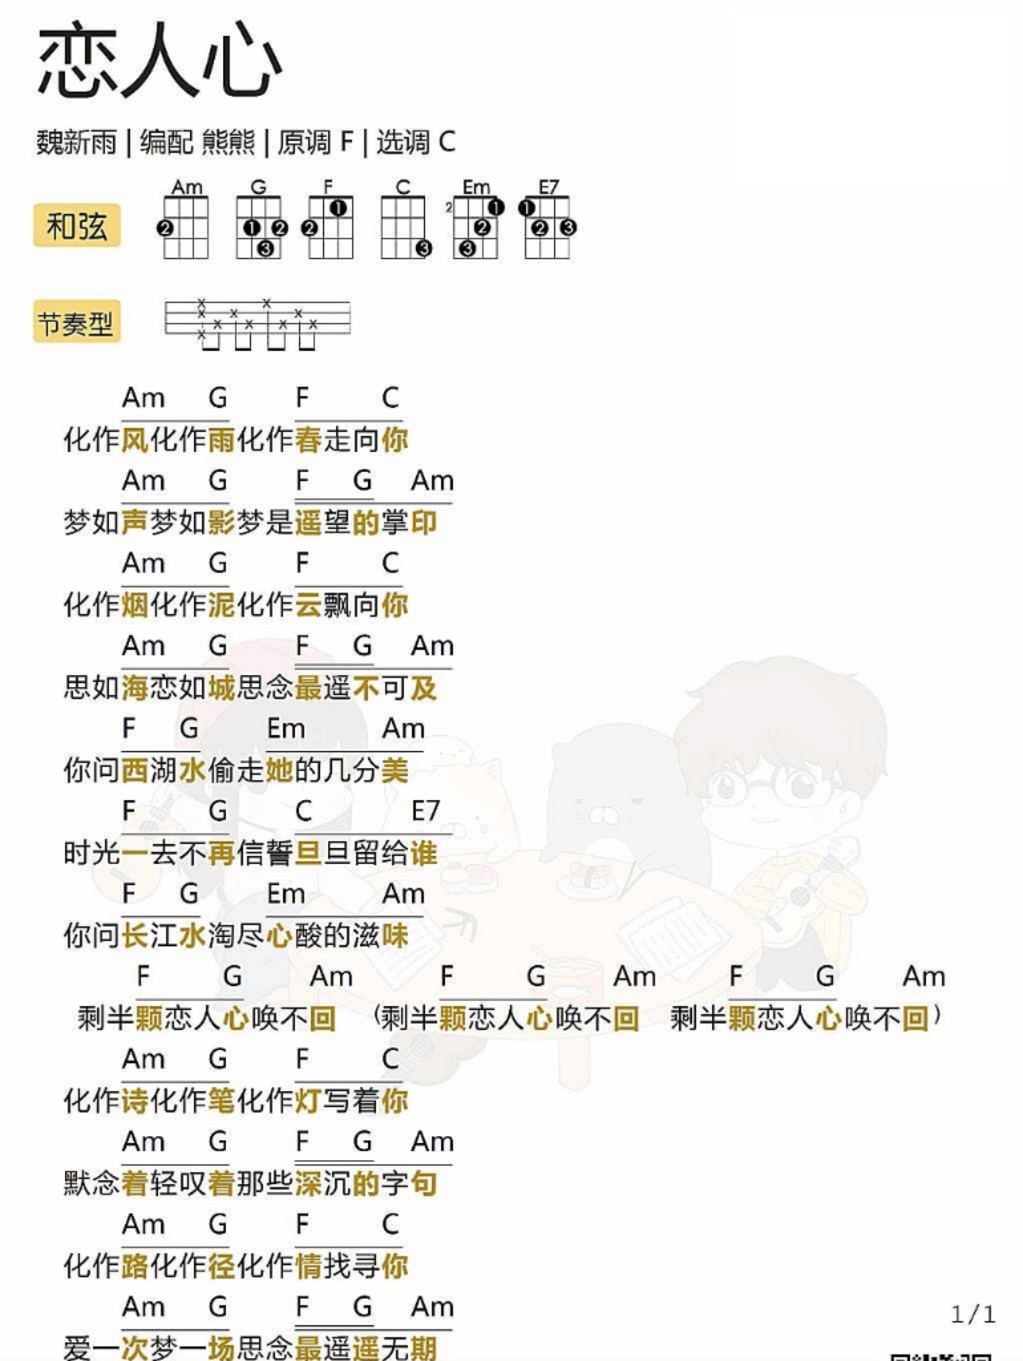 恋人心
魏新雨 | 编配 熊熊 | 原调 F | 选调 C
和弦 Am G F C Em E7
2
节奏型
Am G F C
化作风化作雨化作春走向你
Am G F G Am
梦如声梦如影梦是遥望的掌印
Am G F C
化作烟化作泥化作云飘向你
Am G F G Am
思如海恋如城思念最遥不可及
F G Em Am
你问西湖水偷走她的几分美
F G C E7
时光一去不再信誓旦旦留给谁
F G Em Am
你问长江水淘尽心酸的滋味
F G Am F G Am F G Am
剩半颗恋人心唤不回 (剩半颗恋人心唤不回 剩半颗恋人心唤不回)
Am G F C
化作诗化作笔化作灯写着你
Am G F G Am
默念着轻叹着那些深沉的字句
Am G F C
化作路化作径化作情找寻你
Am G F G Am
爱一次梦一场思念最遥遥无期
1/1